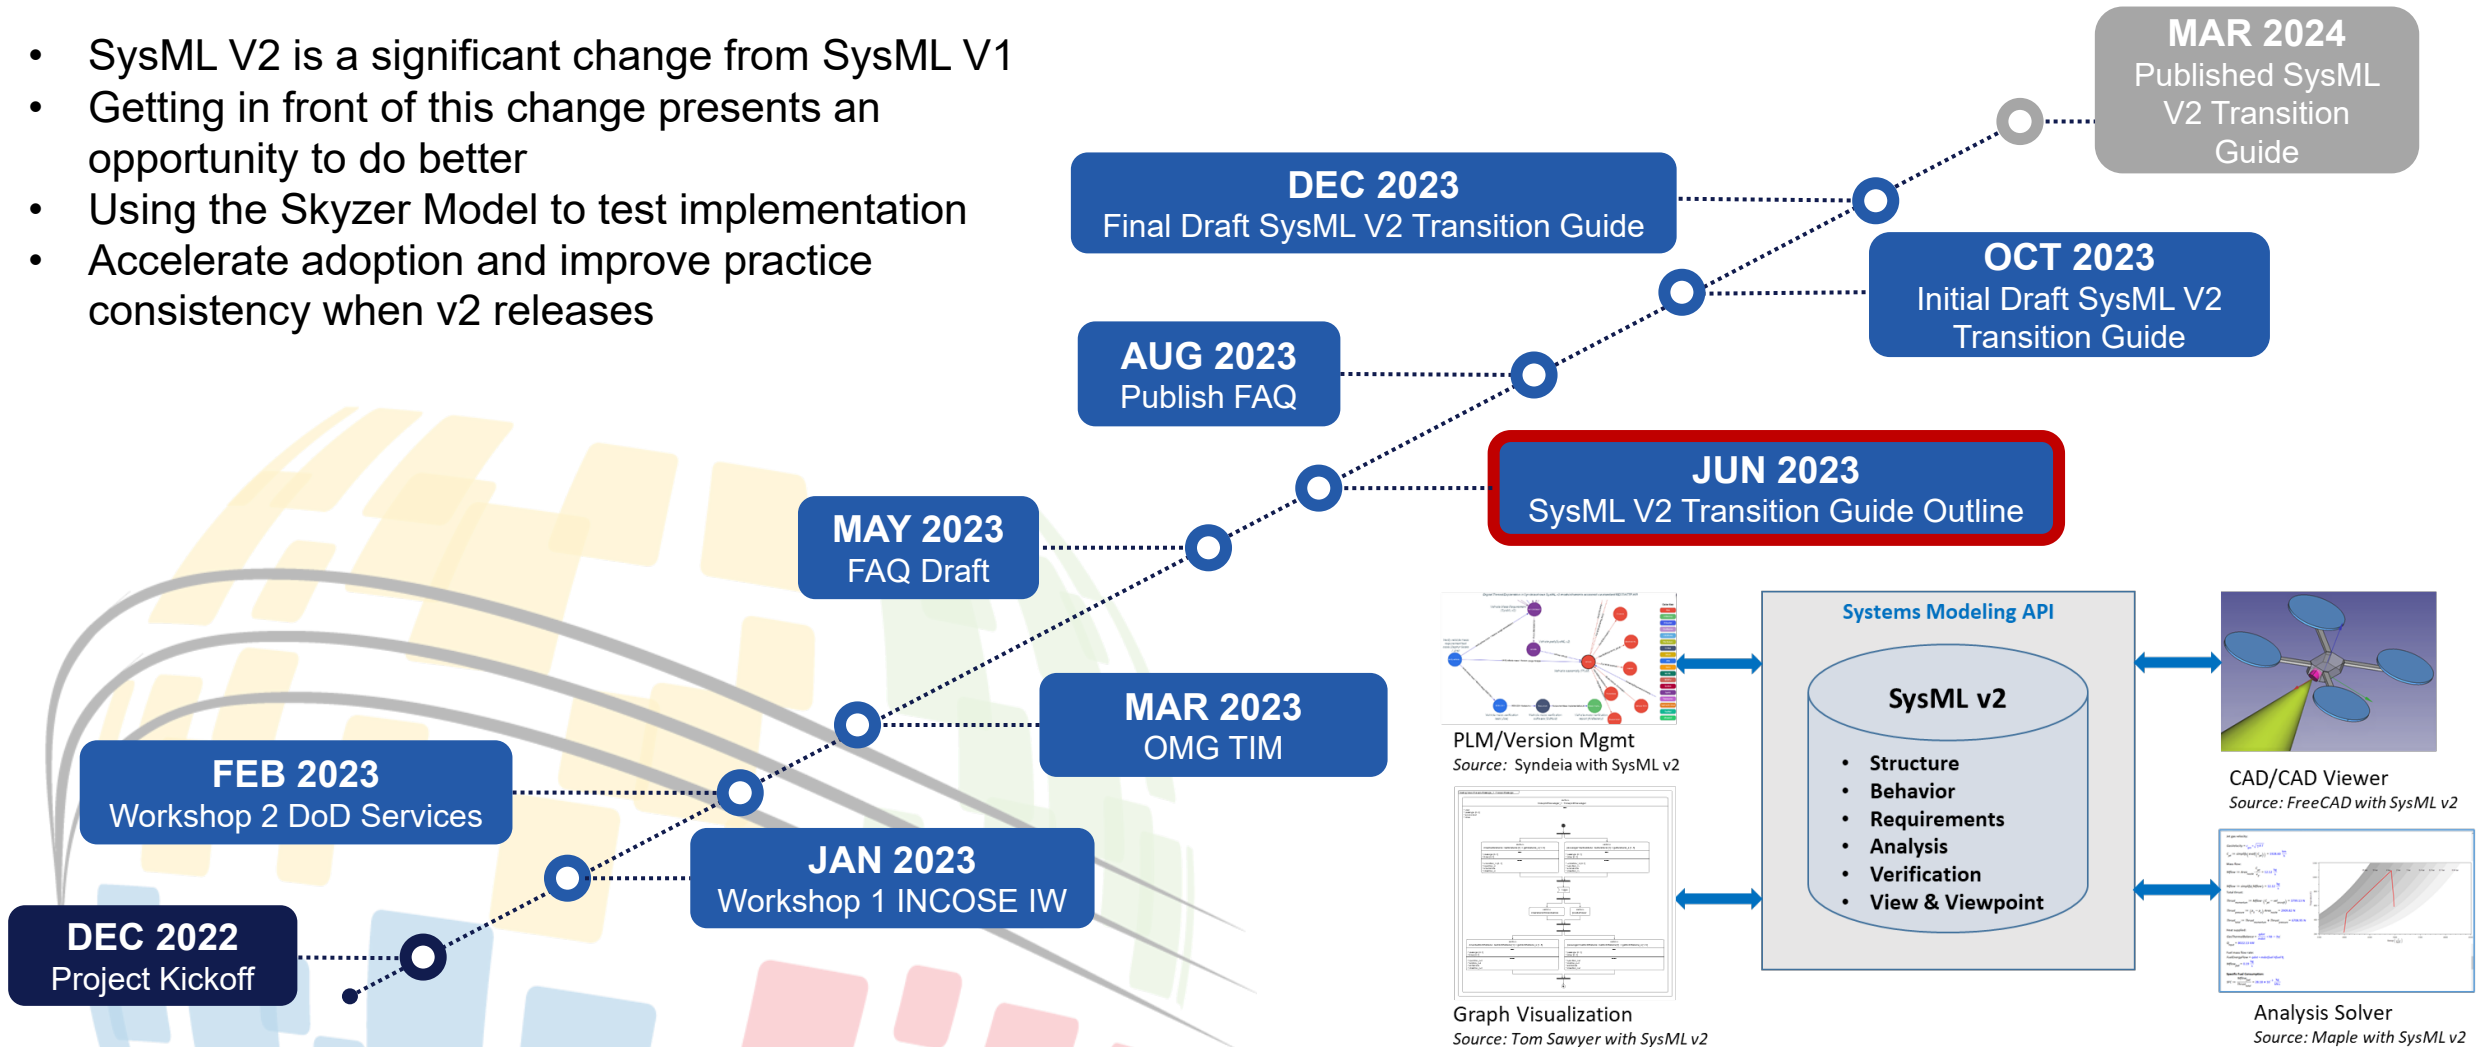 • SysML V2 is a significant change from SysML V1
• Getting in front of this change presents an
opportunity to do better
• Using the Skyzer Model to test implementation
• Accelerate adoption and improve practice
consistency when v2 releases
MAR 2024
Published SysML
V2 Transition
Guide
DEC 2023
Final Draft SysML V2 Transition Guide
OCT 2023
Initial Draft SysML V2
Transition Guide
AUG 2023
Publish FAQ
JUN 2023
SysML V2 Transition Guide Outline
MAY 2023
FAQ Draft
MAR 2023
OMG TIM
FEB 2023
Workshop 2 DoD Services
JAN 2023
Workshop 1 INCOSE IW
DEC 2022
Project Kickoff
Systems Modeling API
SysML v2
• Structure
• Behavior
• Requirements
• Analysis
• Verification
• View & Viewpoint
PLM/Version Mgmt
Source: Syndeia with SysML v2
Graph Visualization
Source: Tom Sawyer with SysML v2
CAD/CAD Viewer
Source: FreeCAD with SysML v2
Analysis Solver
Source: Maple with SysML v2